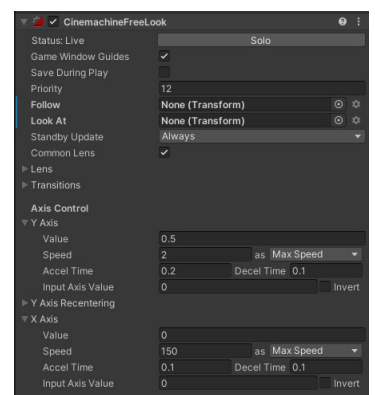 CinemachineFreeLook
Status: Live Solo
Game Window Guides
Save During Play
Priority 12
Follow None (Transform)
Look At None (Transform)
Standby Update Always
Common Lens
Lens
Transitions
Axis Control
Y Axis
Value 0.5
Speed 2 as Max Speed
Accel Time 0.2 Decel Time 0.1
Input Axis Value 0 Invert
Y Axis Recentering
X Axis
Value 0
Speed 150 as Max Speed
Accel Time 0.1 Decel Time 0.1
Input Axis Value 0 Invert